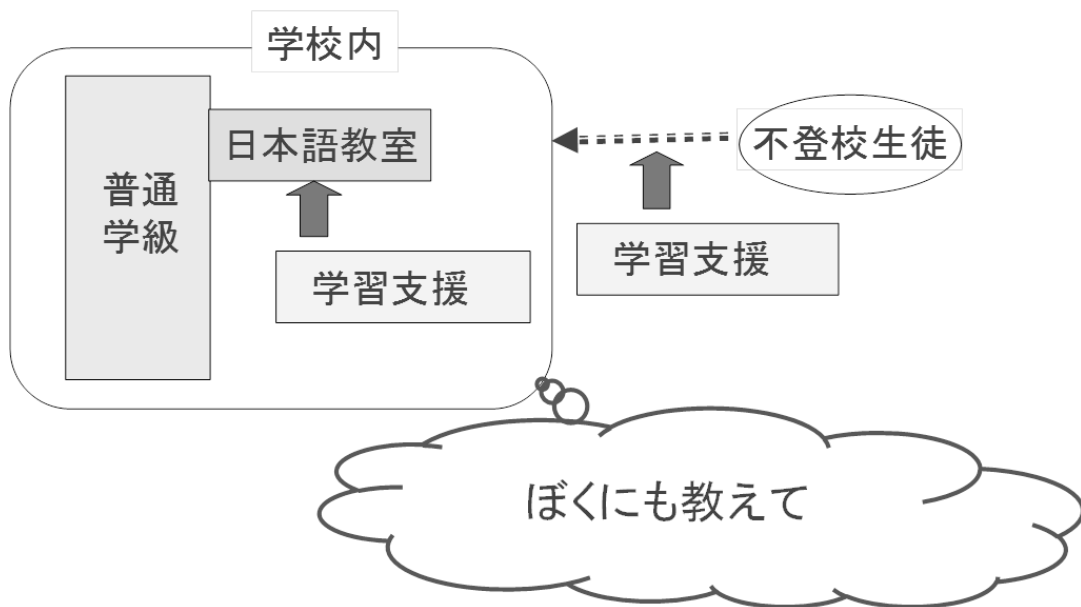 学校内
普通
学級
日本語教室
学習支援
不登校生徒
学習支援
ぼくにも教えて